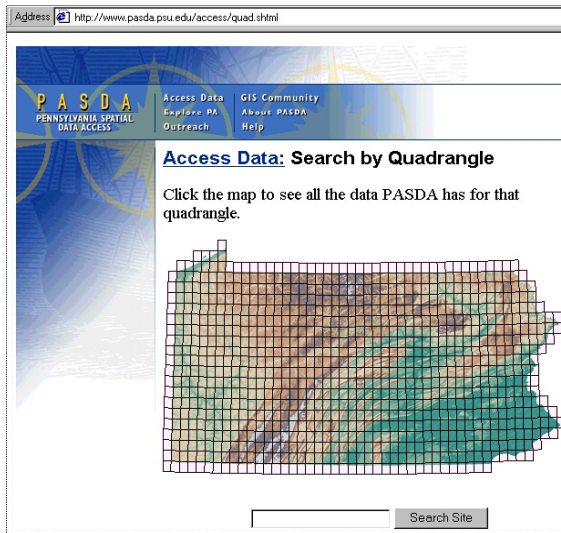 Address http://www.pasda.psu.edu/access/quad.shtml
PASDA
PENNSYLVANIA SPATIAL
DATA ACCESS
Access Data
Explore PA
Outreach
GIS Community
About PASDA
Help
Access Data: Search by Quadrangle
Click the map to see all the data PASDA has for that
quadrangle.
Search Site